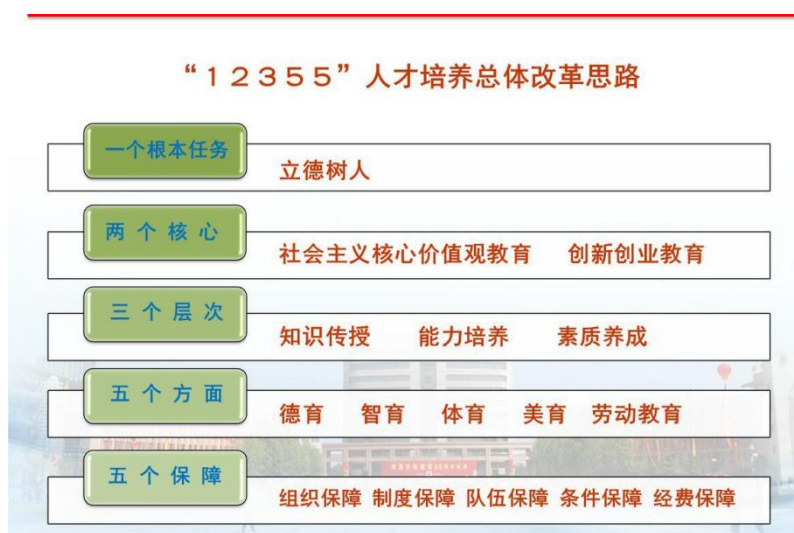 “１２３５５”人才培养总体改革思路
一个根本任务
立德树人
两个核心
社会主义核心价值观教育 创新创业教育
三个层次
知识传授 能力培养 素质养成
五个方面
德育 智育 体育 美育 劳动教育
五个保障
组织保障 制度保障 队伍保障 条件保障 经费保障